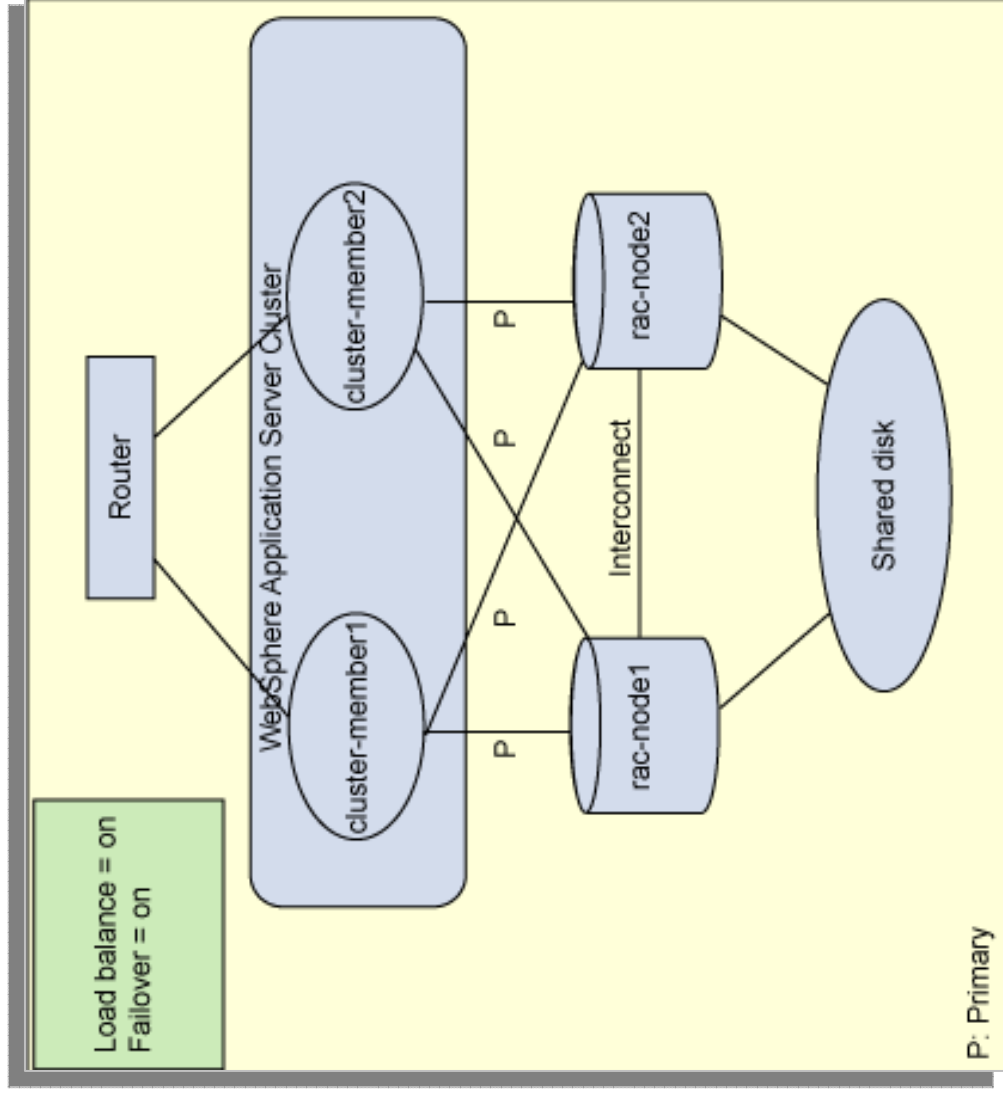 Load balance = on
Failover = on
Router
WebSphere Application Server Cluster
cluster-member1
cluster-member2
P
P
P
P
rac-node1
Interconnect
rac-node2
Shared disk
P: Primary